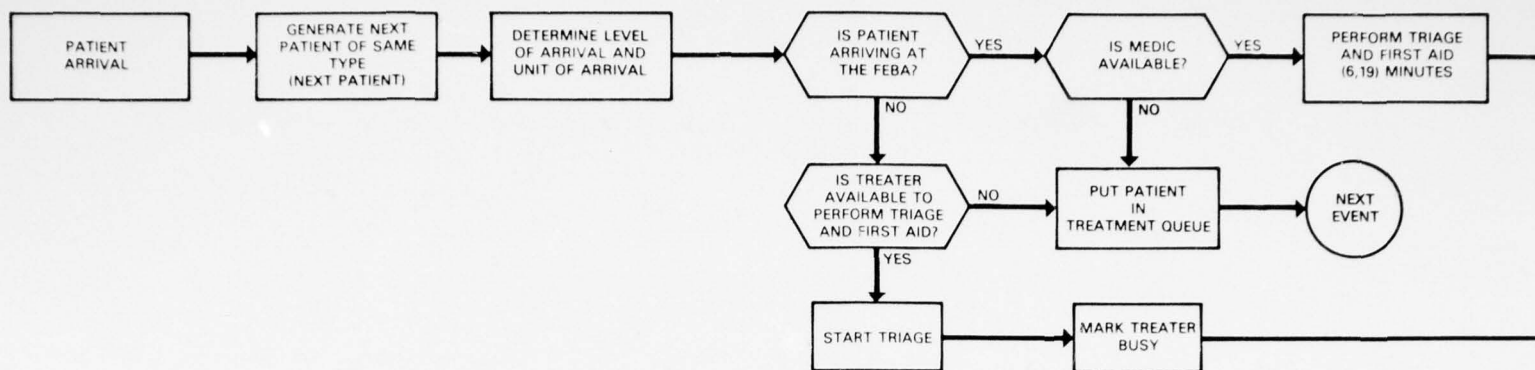 PATIENT
ARRIVAL
GENERATE NEXT
PATIENT OF SAME
TYPE
(NEXT PATIENT)
DETERMINE LEVEL
OF ARRIVAL AND
UNIT OF ARRIVAL
IS PATIENT
ARRIVING AT
THE FEBA?
YES
IS MEDIC
AVAILABLE?
YES
PERFORM TRIAGE
AND FIRST AID
(6,19) MINUTES
NO
NO
IS TREATER
AVAILABLE TO
PERFORM TRIAGE
AND FIRST AID?
NO
PUT PATIENT
IN
TREATMENT QUEUE
NEXT
EVENT
YES
START TRIAGE
MARK TREATER
BUSY